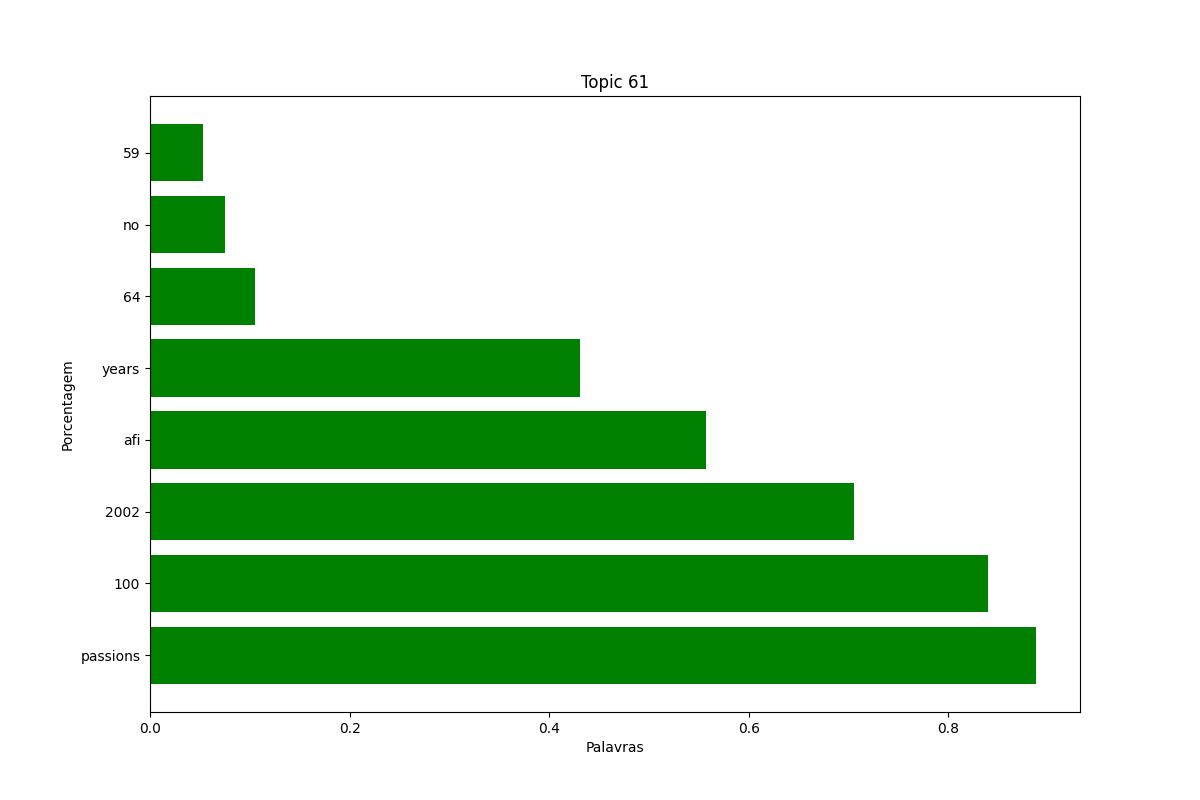 Topic 61
Porcentagem
59
no
64
years
afi
2002
100
passions
0.0 0.2 0.4 0.6 0.8
Palavras